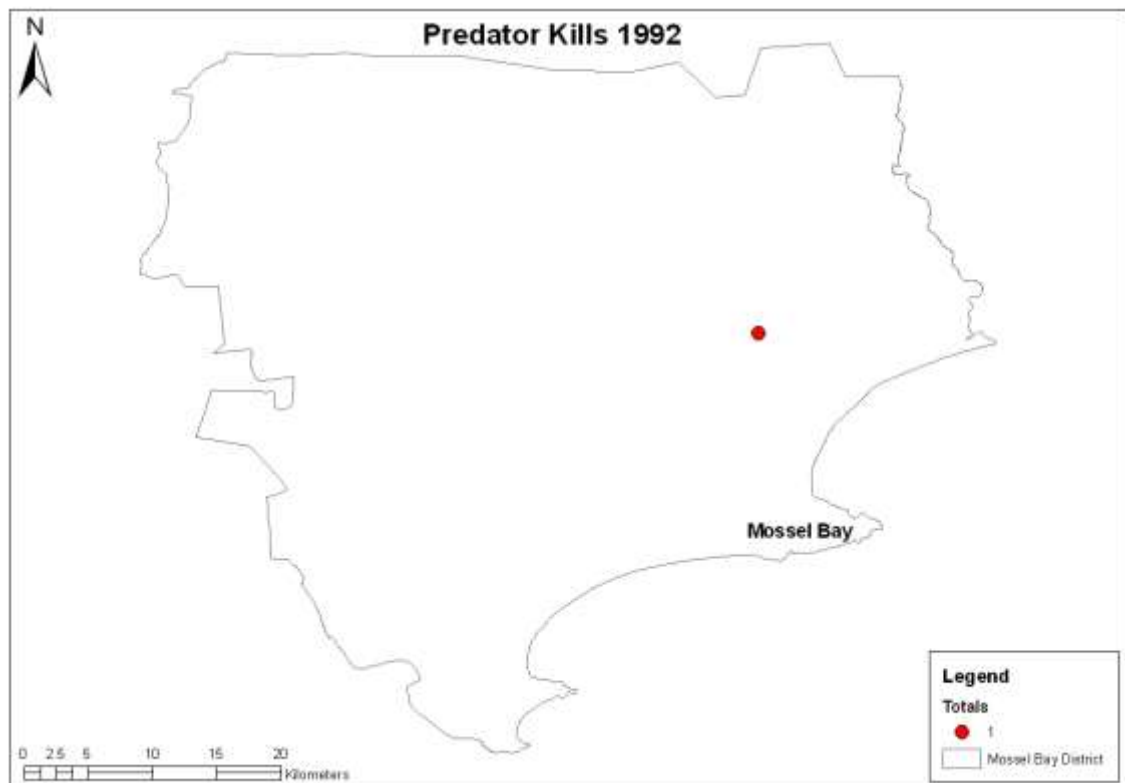 N
Predator Kills 1992
Mossel Bay
Legend
Totals
1
Mossel Bay District
0 2.5 5 10 15 20
Kilometers